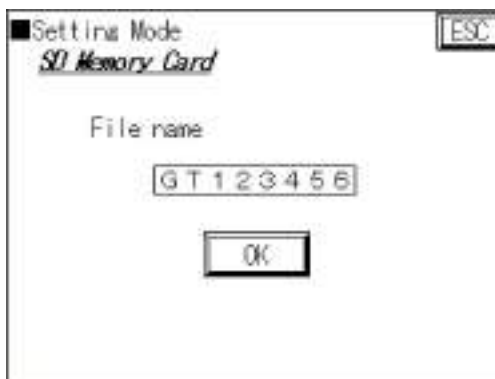 ■Setting Mode
ESC
SD Memory Card
File name
GT123456
OK